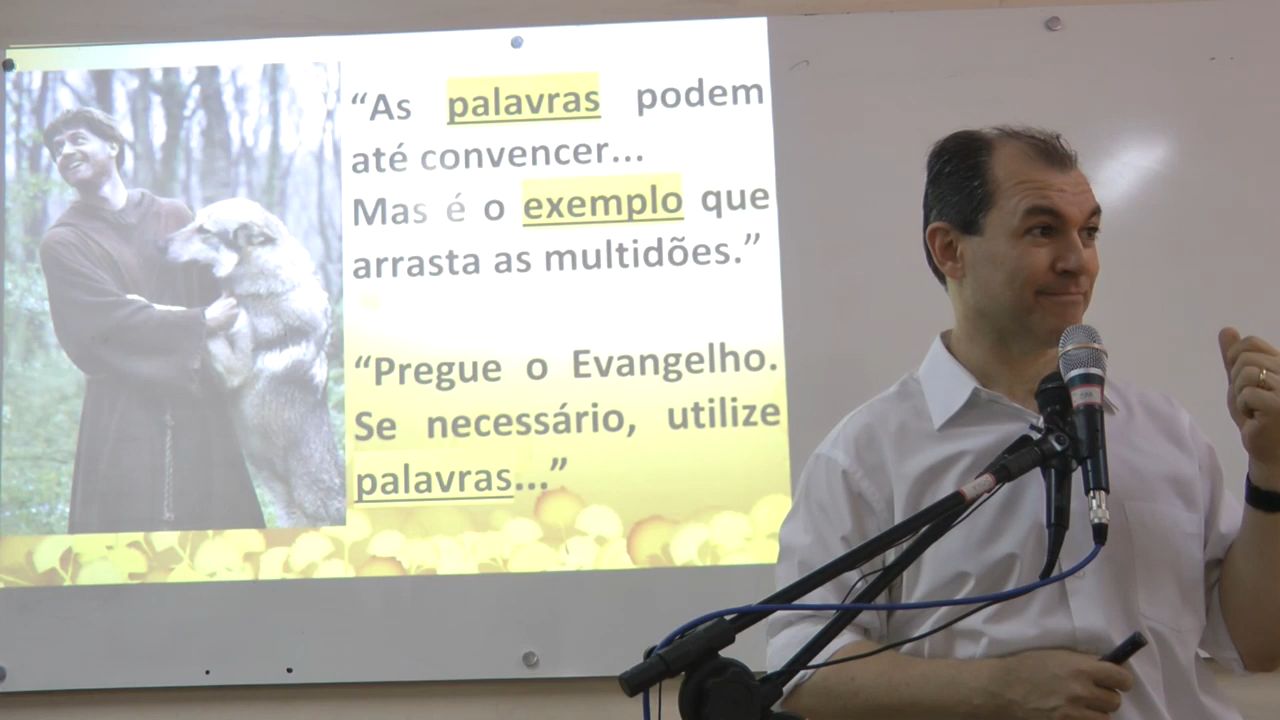 “As palavras podem
até convencer...
Mas é o exemplo que
arrasta as multidões.”
“Pregue o Evangelho.
Se necessário, utilize
palavras...”